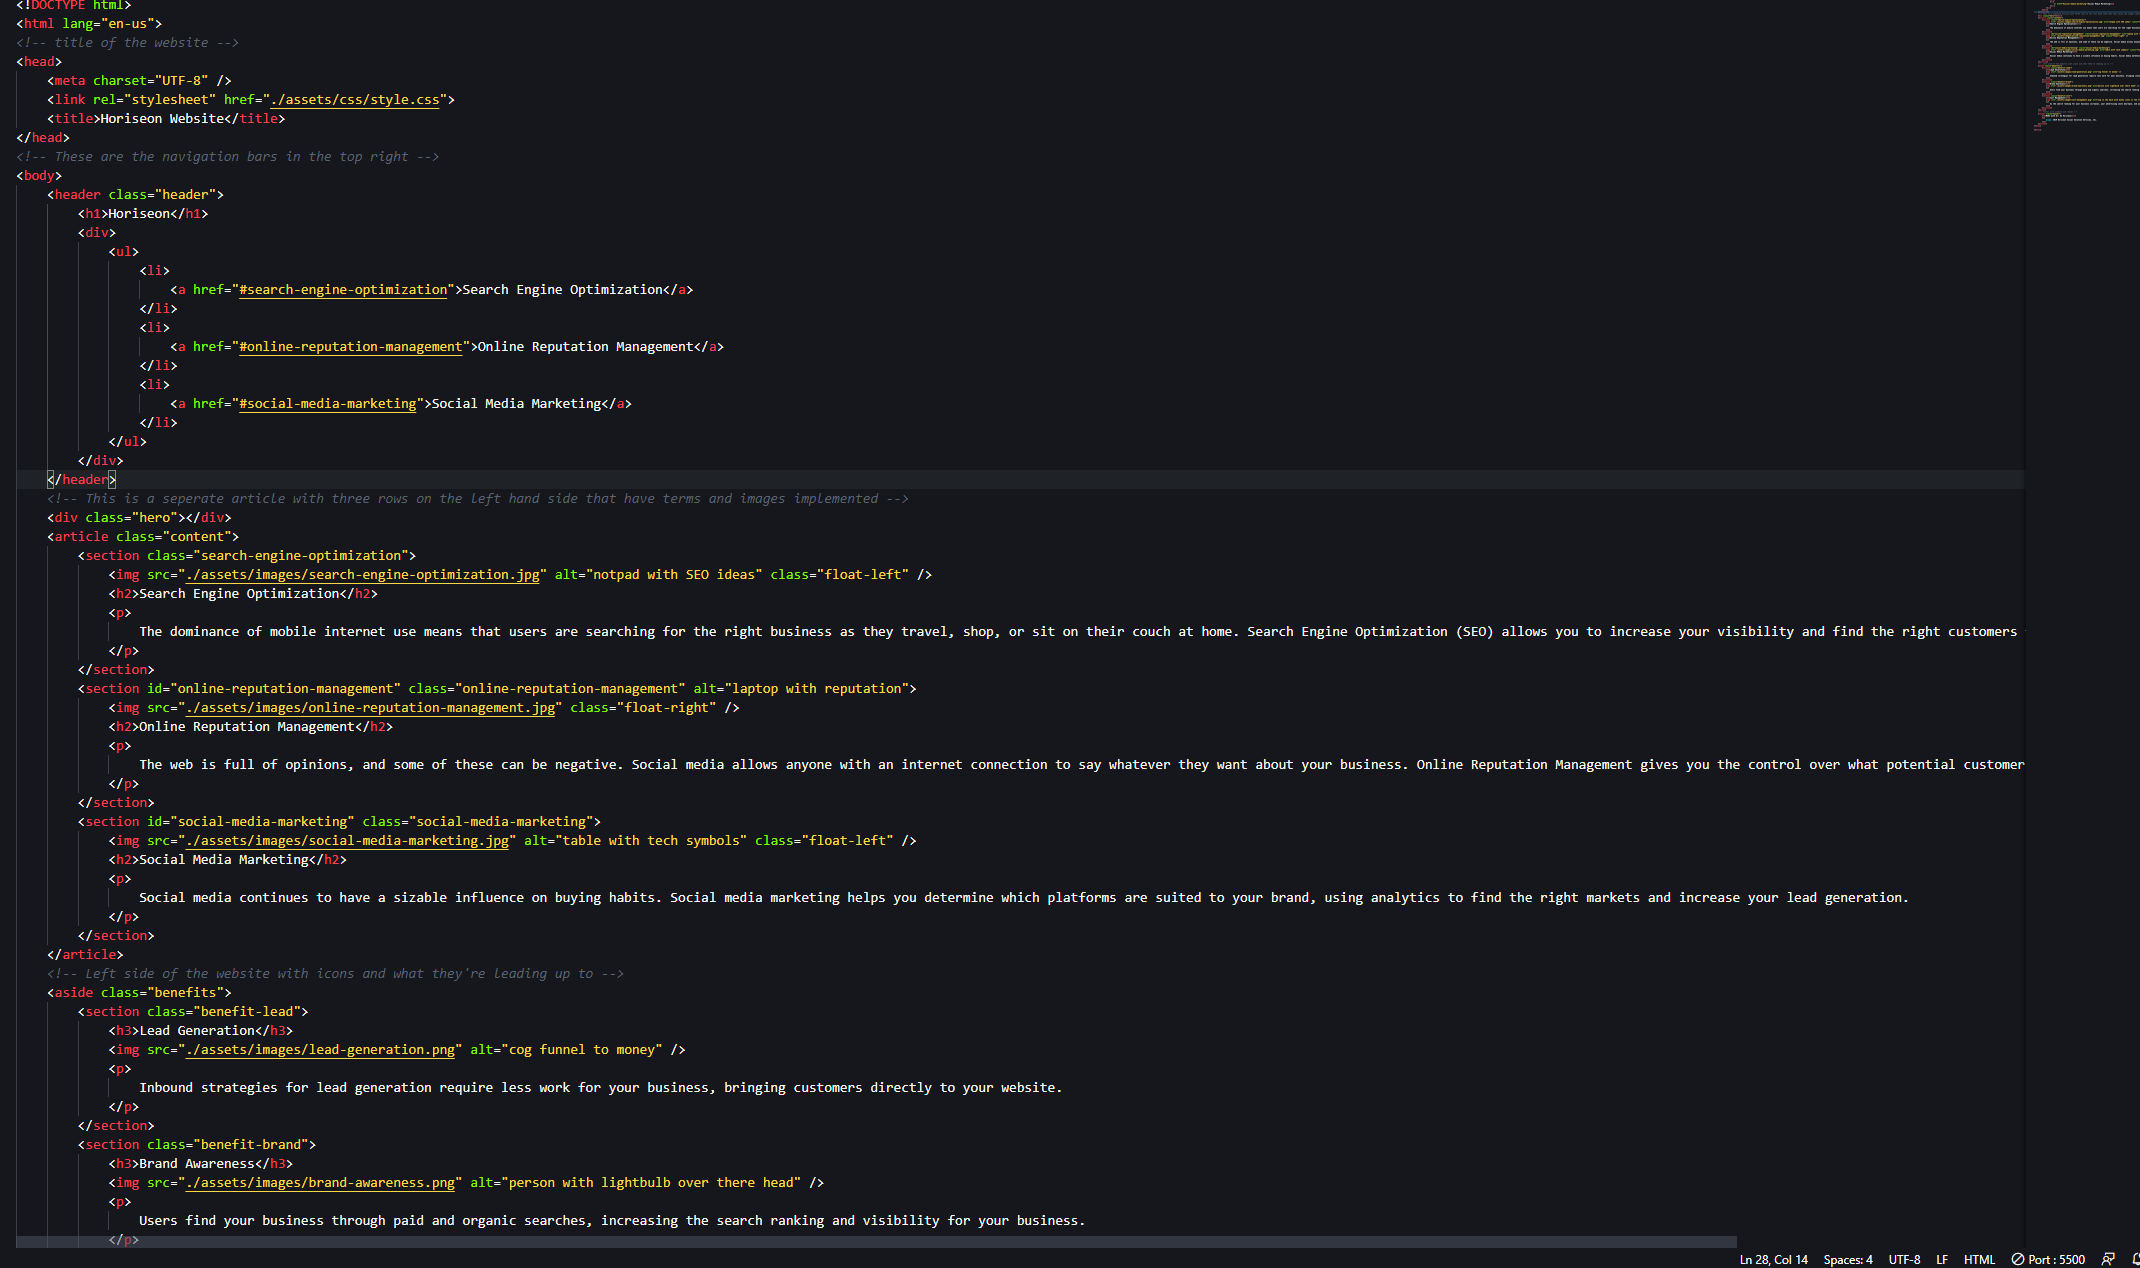 <!DOCTYPE html>
<html lang="en-us">
<!-- title of the website -->
<head>
    <meta charset="UTF-8" />
    <link rel="stylesheet" href="./assets/css/style.css">
    <title>Horiseon Website</title>
</head>
<!-- These are the navigation bars in the top right -->
<body>
    <header class="header">
        <h1>Horiseon</h1>
        <div>
            <ul>
                <li>
                    <a href="#search-engine-optimization">Search Engine Optimization</a>
                </li>
                <li>
                    <a href="#online-reputation-management">Online Reputation Management</a>
                </li>
                <li>
                    <a href="#social-media-marketing">Social Media Marketing</a>
                </li>
            </ul>
        </div>
    </header>
    <!-- This is a seperate article with three rows on the left hand side that have terms and images implemented -->
    <div class="hero"></div>
    <article class="content">
        <section class="search-engine-optimization">
            <img src="./assets/images/search-engine-optimization.jpg" alt="notpad with SEO ideas" class="float-left" />
            <h2>Search Engine Optimization</h2>
            <p>
                The dominance of mobile internet use means that users are searching for the right business as they travel, shop, or sit on their couch at home. Search Engine Optimization (SEO) allows you to increase your visibility and find the right customers
            </p>
        </section>
        <section id="online-reputation-management" class="online-reputation-management" alt="laptop with reputation">
            <img src="./assets/images/online-reputation-management.jpg" class="float-right" />
            <h2>Online Reputation Management</h2>
            <p>
                The web is full of opinions, and some of these can be negative. Social media allows anyone with an internet connection to say whatever they want about your business. Online Reputation Management gives you the control over what potential customer
            </p>
        </section>
        <section id="social-media-marketing" class="social-media-marketing">
            <img src="./assets/images/social-media-marketing.jpg" alt="table with tech symbols" class="float-left" />
            <h2>Social Media Marketing</h2>
            <p>
                Social media continues to have a sizable influence on buying habits. Social media marketing helps you determine which platforms are suited to your brand, using analytics to find the right markets and increase your lead generation.
            </p>
        </section>
    </article>
    <!-- Left side of the website with icons and what they're leading up to -->
    <aside class="benefits">
        <section class="benefit-lead">
            <h3>Lead Generation</h3>
            <img src="./assets/images/lead-generation.png" alt="cog funnel to money" />
            <p>
                Inbound strategies for lead generation require less work for your business, bringing customers directly to your website.
            </p>
        </section>
        <section class="benefit-brand">
            <h3>Brand Awareness</h3>
            <img src="./assets/images/brand-awareness.png" alt="person with lightbulb over there head" />
            <p>
                Users find your business through paid and organic searches, increasing the search ranking and visibility for your business.
            </p>
Ln 28, Col 14 Spaces: 4 UTF-8 LF HTML Port : 5500